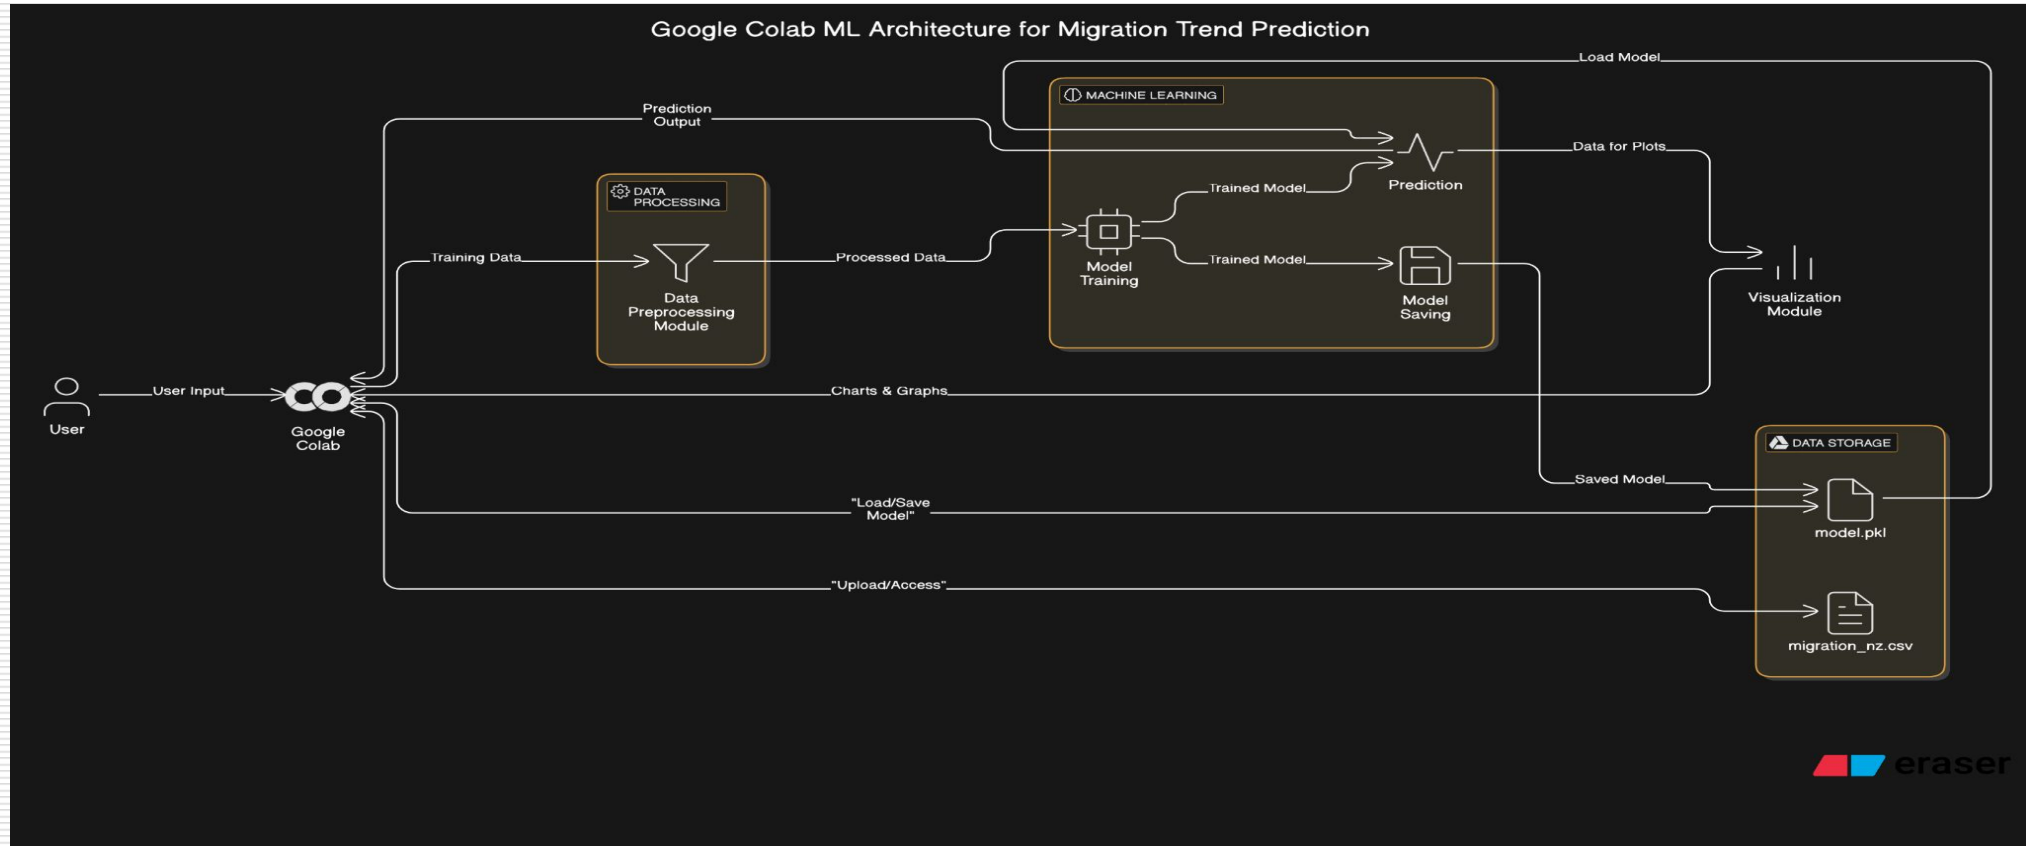 Google Colab ML Architecture for Migration Trend Prediction
Load Model
MACHINE LEARNING
Prediction
Output
Data for Plots
Prediction
DATA
PROCESSING
Trained Model
Training Data
Processed Data
Trained Model
Model
Training
Model
Saving
Data
Preprocessing
Module
Visualization
Module
User Input
Charts & Graphs
User
Google
Colab
DATA STORAGE
Saved Model
"Load/Save
Model"
model.pkl
"Upload/Access"
migration_nz.csv
eraser